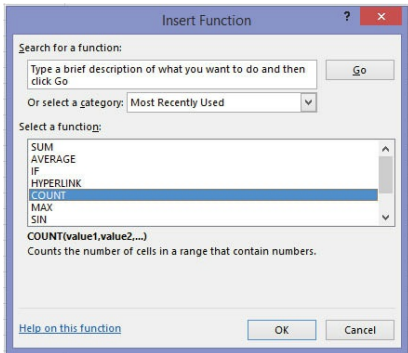 Insert Function
?
Search for a function:
Type a brief description of what you want to do and then
click Go
Go
Or select a category: Most Recently Used
Select a function:
SUM
AVERAGE
IF
HYPERLINK
COUNT
MAX
SIN
COUNT(value1,value2,...)
Counts the number of cells in a range that contain numbers.
Help on this function
OK
Cancel